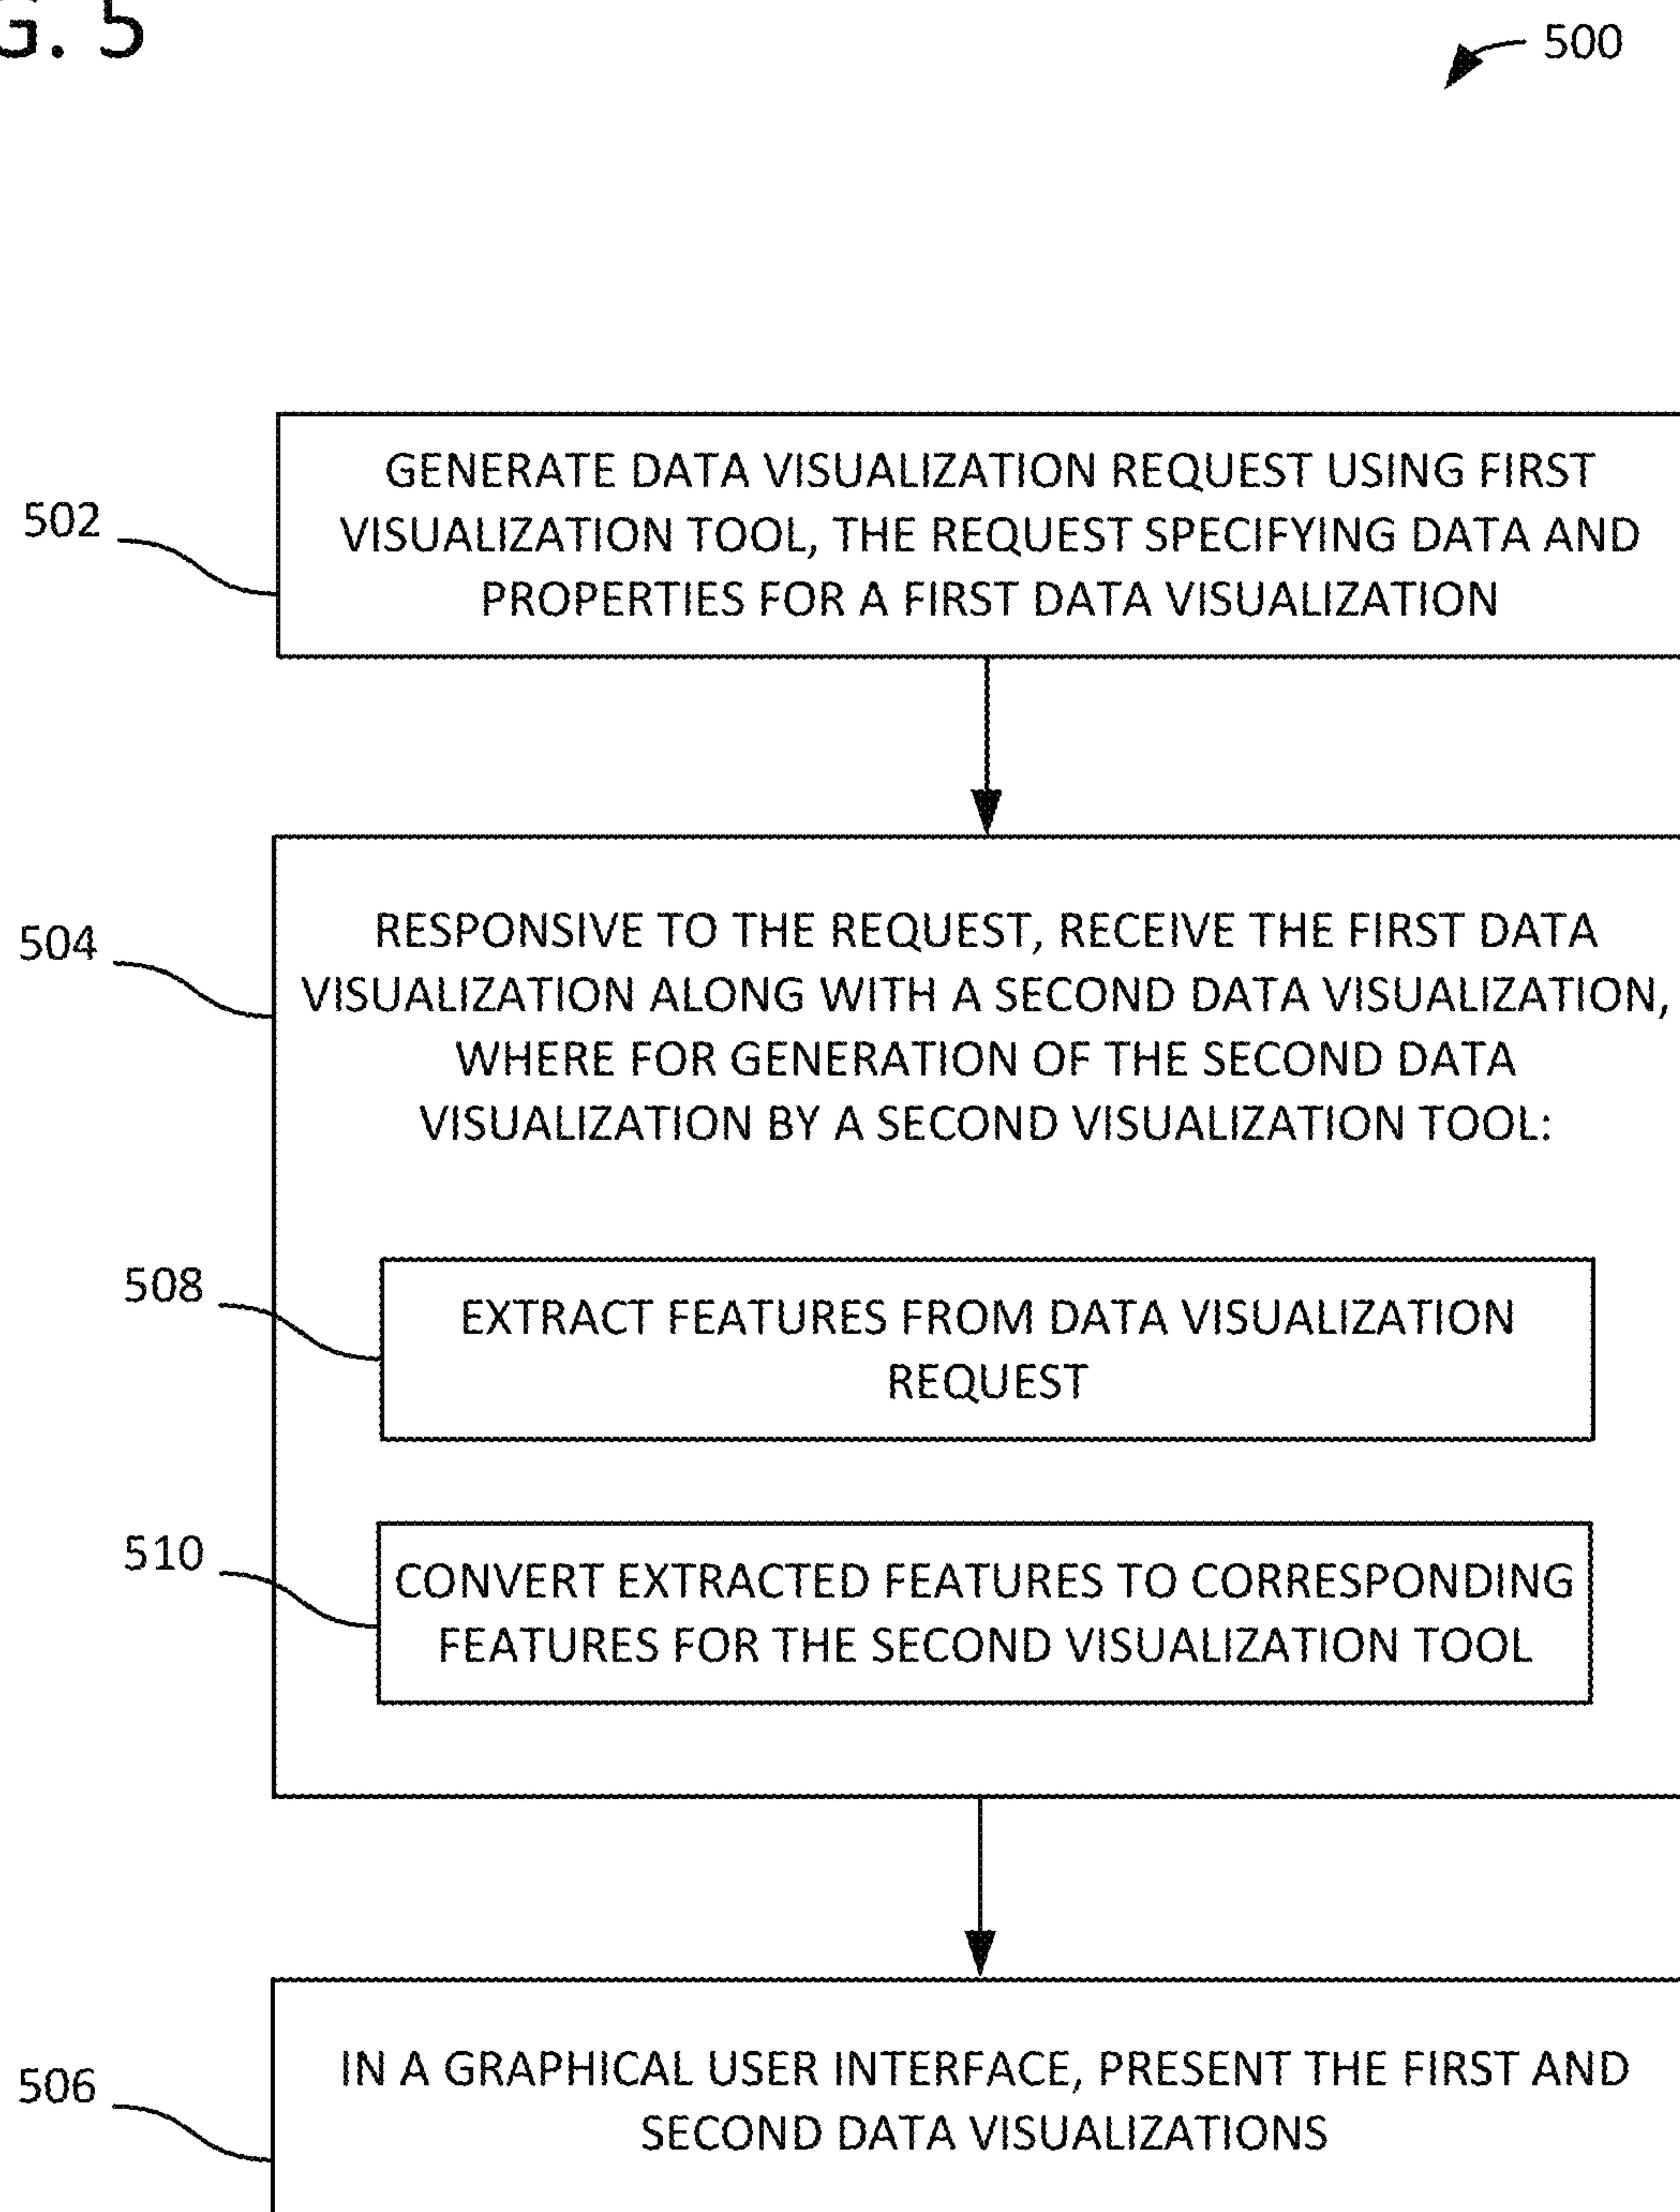 G. 5
500
502
GENERATE DATA VISUALIZATION REQUEST USING FIRST
VISUALIZATION TOOL, THE REQUEST SPECIFYING DATA AND
PROPERTIES FOR A FIRST DATA VISUALIZATION
504
RESPONSIVE TO THE REQUEST, RECEIVE THE FIRST DATA
VISUALIZATION ALONG WITH A SECOND DATA VISUALIZATION,
WHERE FOR GENERATION OF THE SECOND DATA
VISUALIZATION BY A SECOND VISUALIZATION TOOL:
508
EXTRACT FEATURES FROM DATA VISUALIZATION
REQUEST
510
CONVERT EXTRACTED FEATURES TO CORRESPONDING
FEATURES FOR THE SECOND VISUALIZATION TOOL
506
IN A GRAPHICAL USER INTERFACE, PRESENT THE FIRST AND
SECOND DATA VISUALIZATIONS